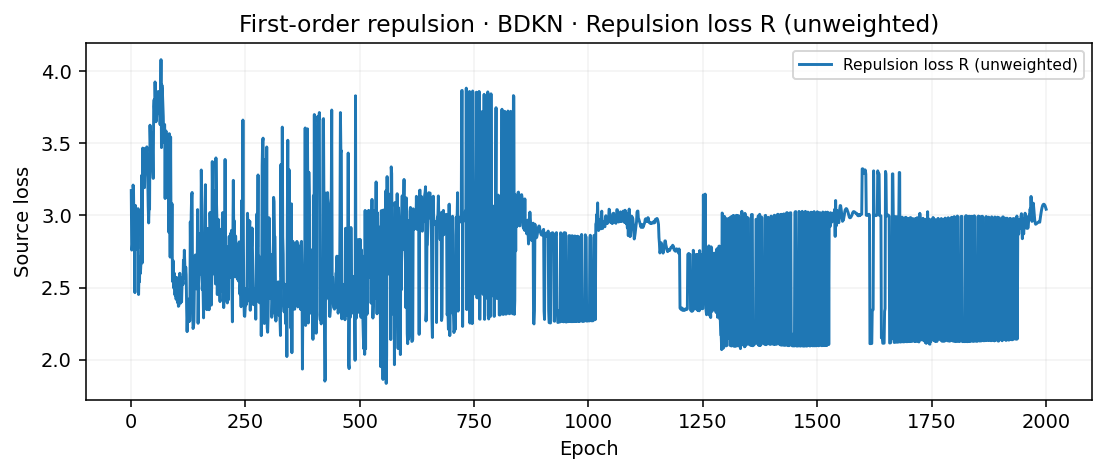 First-order repulsion · BDKN · Repulsion loss R (unweighted)
Repulsion loss R (unweighted)
Source loss
4.0
3.5
3.0
2.5
2.0
0 250 500 750 1000 1250 1500 1750 2000
Epoch